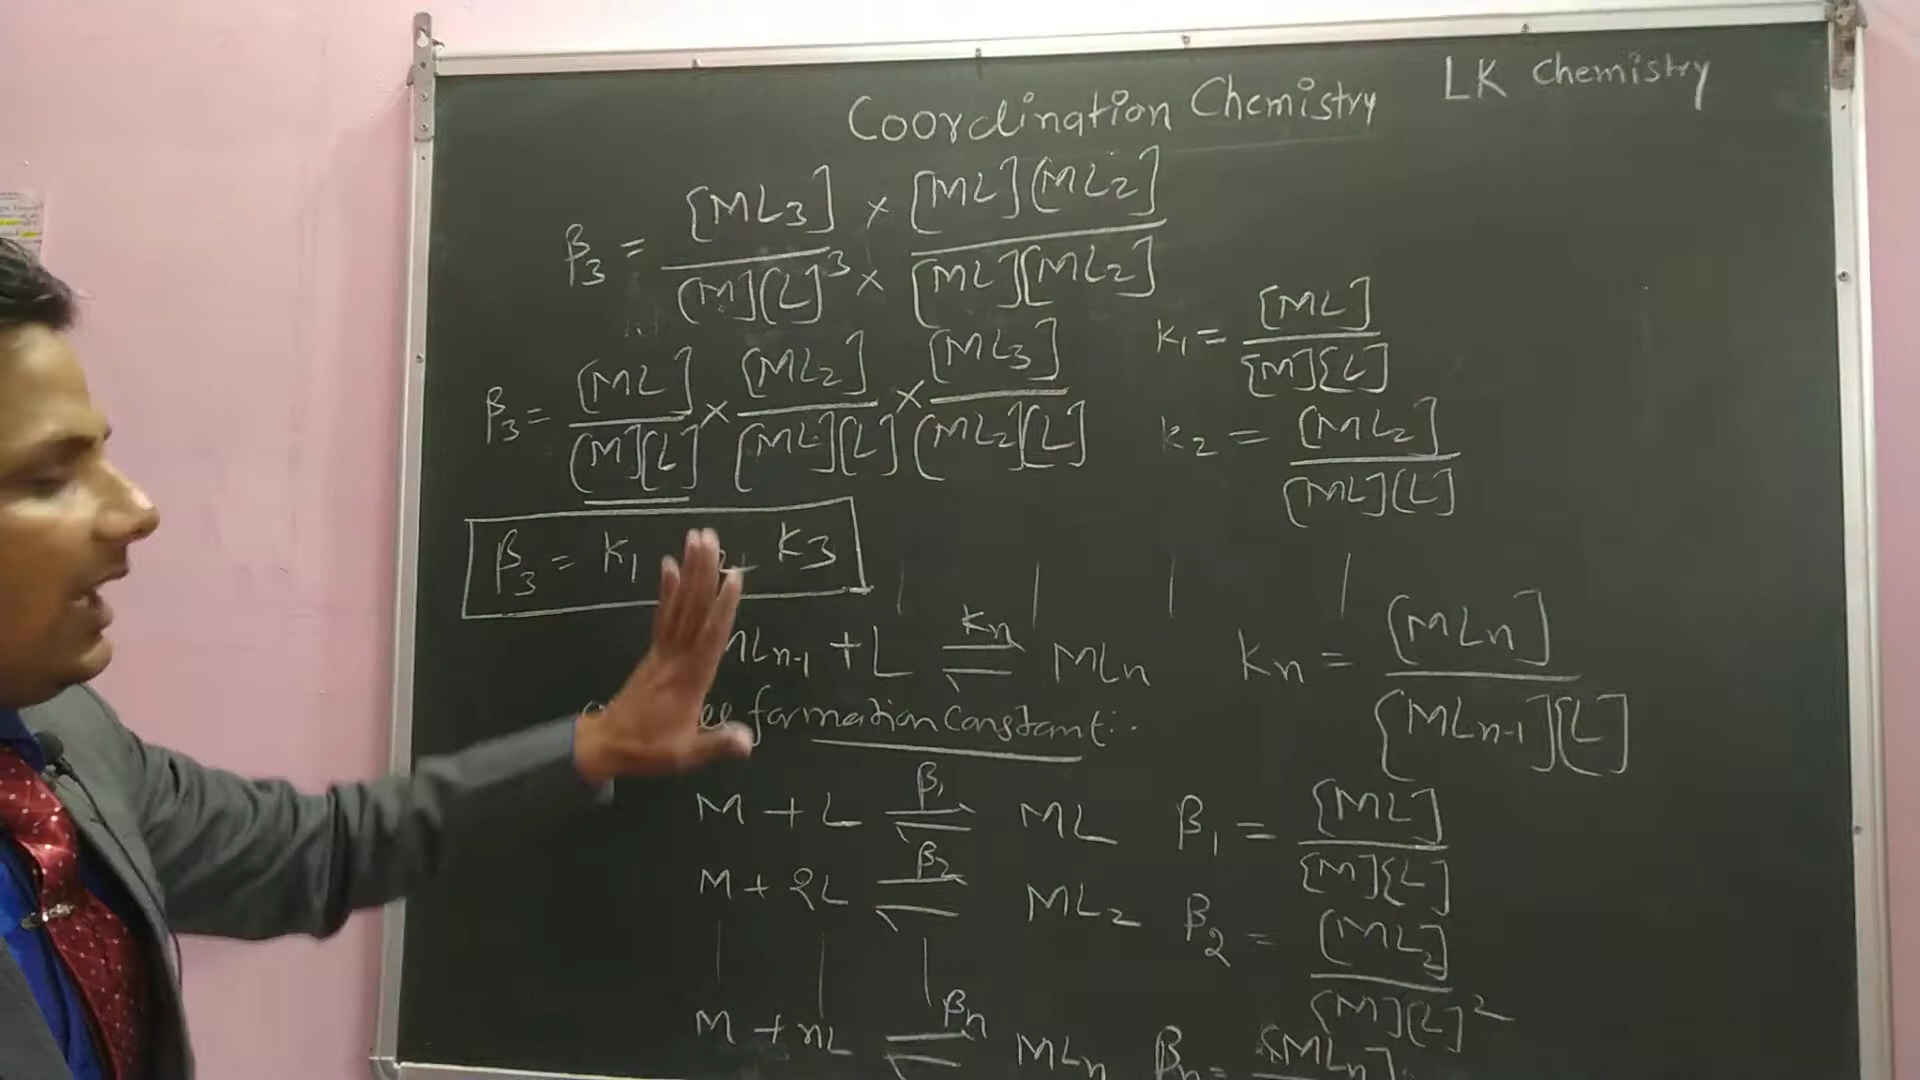 Coordination Chemistry LK Chemistry
β3 = [ML3] × [ML][ML2]
[M][L]³ × [ML][ML2]
K1 = [ML]
[M][L]
β3 = [ML] × [ML2] × [ML3]
[M][L] [ML][L] [ML2][L]
K2 = [ML2]
[ML][L]
β3 = K1 K3
MLn-1 + L ⇌ Kn MLn Kn = [MLn]
[MLn-1][L]
formation Constant:
M + L ⇌ β1 ML β1 = [ML]
[M][L]
M + 2L ⇌ β2 ML2 β2 = [ML2]
[M][L]²
M + nL ⇌ βn MLn βn = [MLn]